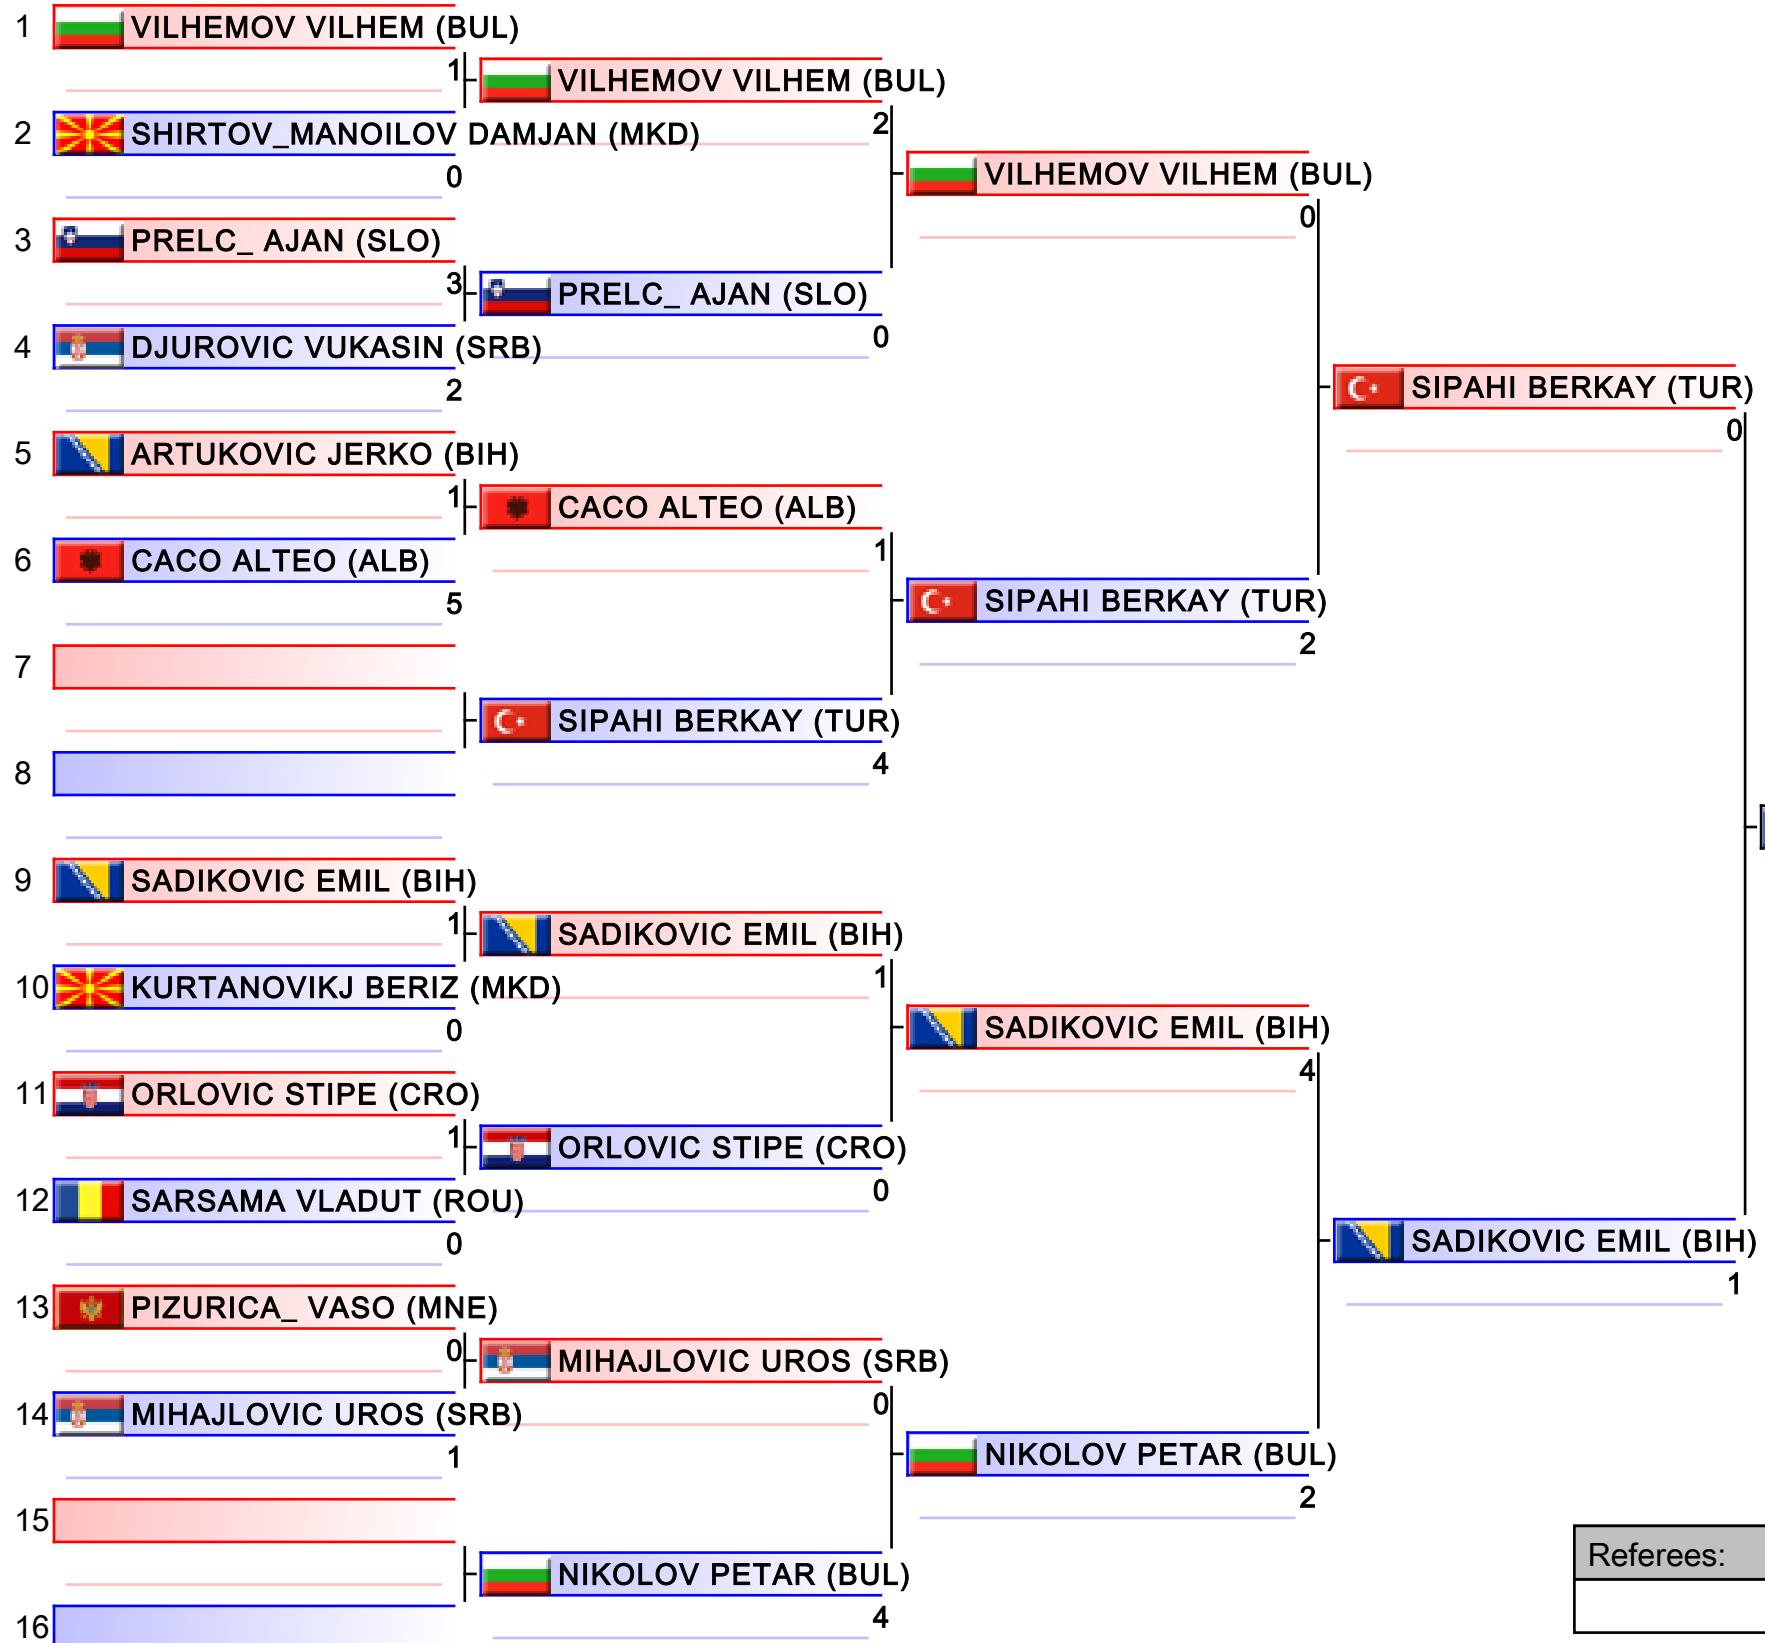 1 VILHEMOV VILHEM (BUL)
1
VILHEMOV VILHEM (BUL)
2
2 SHIRTOV_MANOILOV DAMJAN (MKD)
0
VILHEMOV VILHEM (BUL)
0
3 PRELC_ AJAN (SLO)
3
PRELC_ AJAN (SLO)
0
4 DJUROVIC VUKASIN (SRB)
2
SIPAHI BERKAY (TUR)
0
5 ARTUKOVIC JERKO (BIH)
1
CACO ALTEO (ALB)
1
6 CACO ALTEO (ALB)
5
SIPAHI BERKAY (TUR)
2
7
SIPAHI BERKAY (TUR)
4
8
9 SADIKOVIC EMIL (BIH)
1
SADIKOVIC EMIL (BIH)
1
10 KURTANOVIKJ BERIZ (MKD)
0
SADIKOVIC EMIL (BIH)
4
11 ORLOVIC STIPE (CRO)
1
ORLOVIC STIPE (CRO)
0
12 SARSAMA VLADUT (ROU)
0
SADIKOVIC EMIL (BIH)
1
13 PIZURICA_ VASO (MNE)
0
MIHAJLOVIC UROS (SRB)
0
14 MIHAJLOVIC UROS (SRB)
1
NIKOLOV PETAR (BUL)
2
15
NIKOLOV PETAR (BUL)
4
16
Referees: